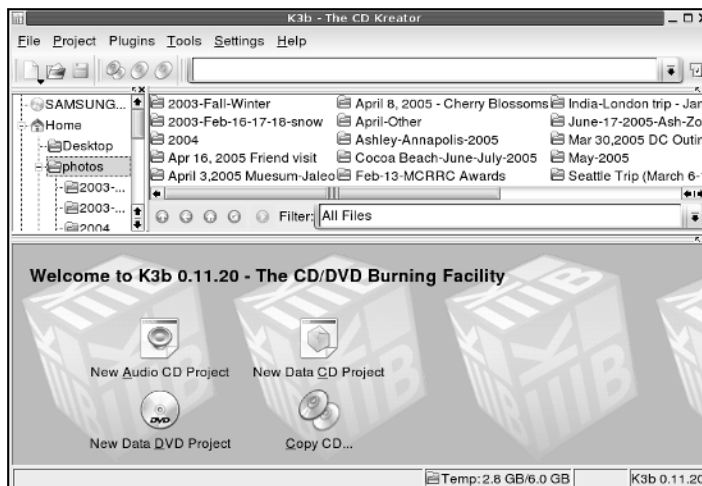 K3b - The CD Kreator
File Project Plugins Tools Settings Help
SAMSUNG...
Home
Desktop
photos
2003-...
2003-...
2004
2003-Fall-Winter
2003-Feb-16-17-18-snow
2004
Apr 16, 2005 Friend visit
April 3,2005 Muesum-Jaleo
April 8, 2005 - Cherry Blossoms
April-Other
Ashley-Annapolis-2005
Cocoa Beach-June-July-2005
Feb-13-MCRRC Awards
India-London trip - Jan
June-17-2005-Ash-Zo
Mar 30,2005 DC Outin
May-2005
Seattle Trip (March 6-
Filter: All Files
Welcome to K3b 0.11.20 - The CD/DVD Burning Facility
New Audio CD Project
New Data CD Project
DVD
New Data DVD Project
Copy CD...
Temp: 2.8 GB/6.0 GB
K3b 0.11.20